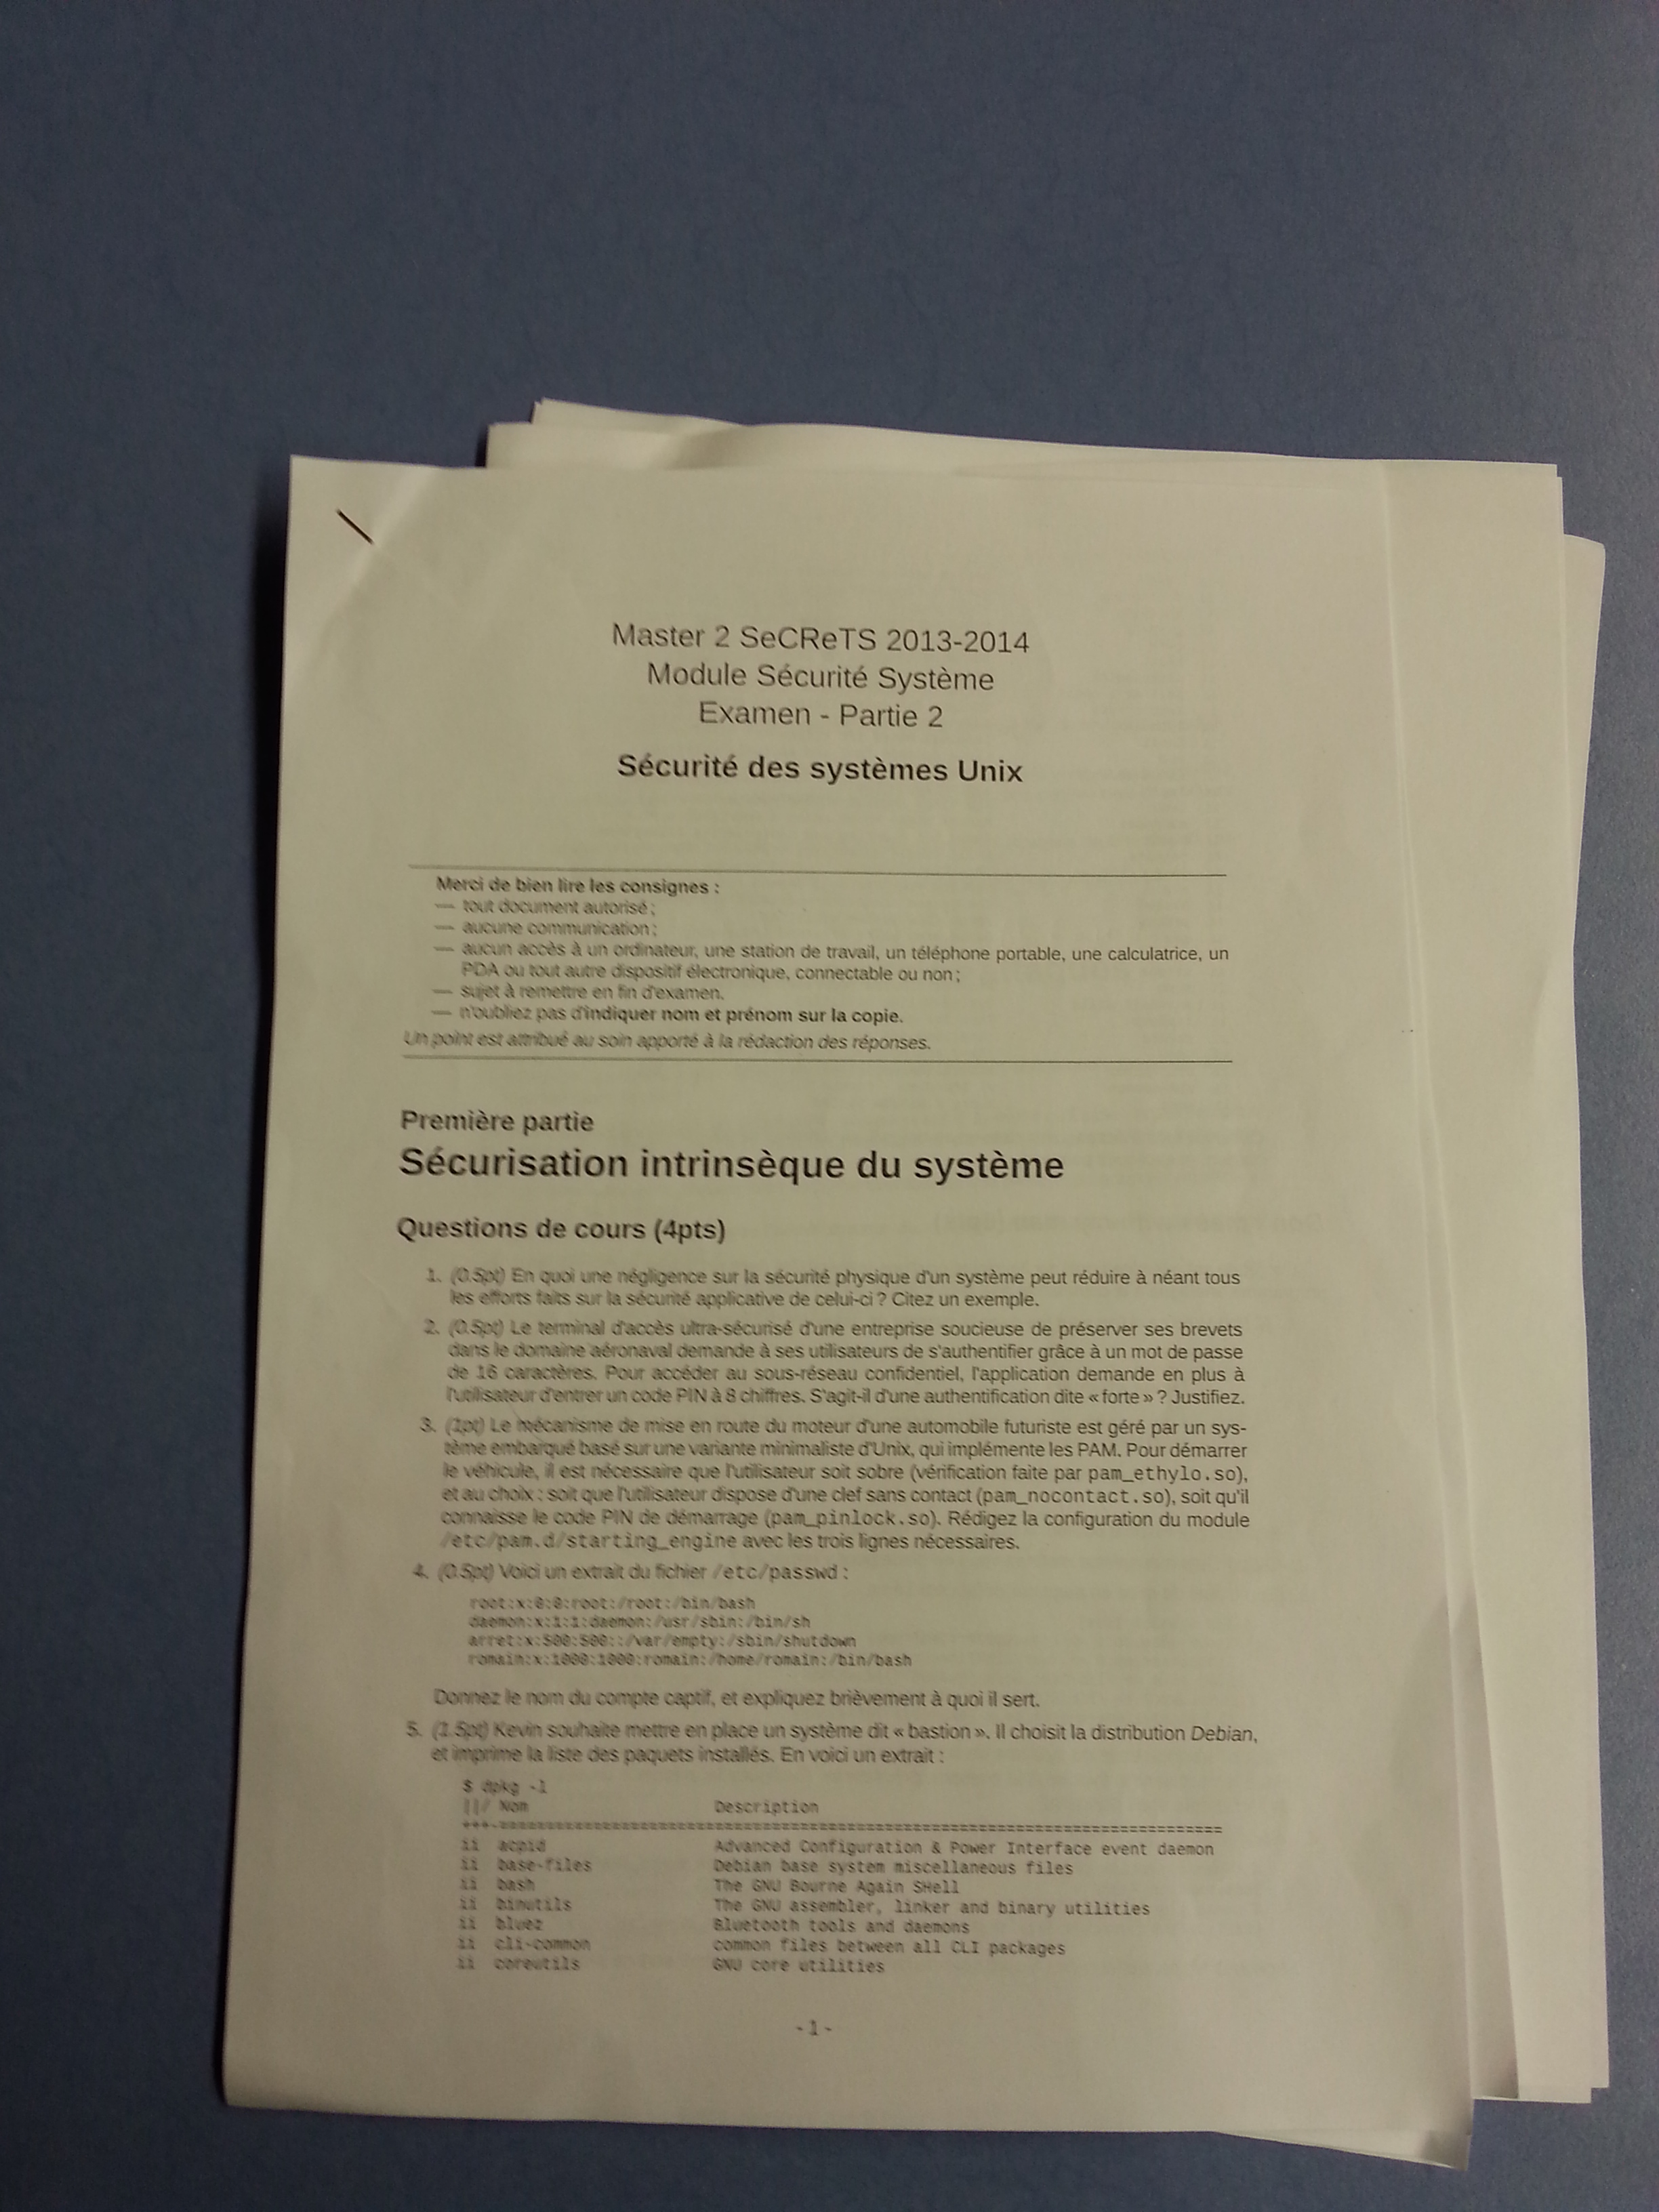 Master 2 SeCReTS 2013-2014
Module Sécurité Système
Examen - Partie 2
Sécurité des systèmes Unix
Merci de bien lire les consignes :
— tout document autorisé ;
— aucune communication ;
— aucun accès à un ordinateur, une station de travail, un téléphone portable, une calculatrice, un
PDA ou tout autre dispositif électronique, connectable ou non ;
— sujet à remettre en fin d'examen.
— n'oubliez pas d'indiquer nom et prénom sur la copie.
Un point est attribué au soin apporté à la rédaction des réponses.
Première partie
Sécurisation intrinsèque du système
Questions de cours (4pts)
1. (0.5pt) En quoi une négligence sur la sécurité physique d'un système peut réduire à néant tous
les efforts faits sur la sécurité applicative de celui-ci ? Citez un exemple.
2. (0.5pt) Le terminal d'accès ultra-sécurisé d'une entreprise soucieuse de préserver ses brevets
dans le domaine aéronaval demande à ses utilisateurs de s'authentifier grâce à un mot de passe
de 16 caractères. Pour accéder au sous-réseau confidentiel, l'application demande en plus à
l'utilisateur d'entrer un code PIN à 8 chiffres. S'agit-il d'une authentification dite « forte » ? Justifiez.
3. (1pt) Le mécanisme de mise en route du moteur d'une automobile futuriste est géré par un sys-
tème embarqué basé sur une variante minimaliste d'Unix, qui implémente les PAM. Pour démarrer
le véhicule, il est nécessaire que l'utilisateur soit sobre (vérification faite par pam_ethylo.so),
et au choix : soit que l'utilisateur dispose d'une clef sans contact (pam_nocontact.so), soit qu'il
connaisse le code PIN de démarrage (pam_pinlock.so). Rédigez la configuration du module
/etc/pam.d/starting_engine avec les trois lignes nécessaires.
4. (0.5pt) Voici un extrait du fichier /etc/passwd :
root:x:0:0:root:/root:/bin/bash
daemon:x:1:1:daemon:/usr/sbin:/bin/sh
arret:x:500:500::/var/empty:/sbin/shutdown
romain:x:1000:1000:romain:/home/romain:/bin/bash
Donnez le nom du compte captif, et expliquez brièvement à quoi il sert.
5. (1.5pt) Kevin souhaite mettre en place un système dit « bastion ». Il choisit la distribution Debian,
et imprime la liste des paquets installés. En voici un extrait :
$ dpkg -l
||/ Nom Description
+++-==============================================================================
ii acpid Advanced Configuration & Power Interface event daemon
ii base-files Debian base system miscellaneous files
ii bash The GNU Bourne Again SHell
ii binutils The GNU assembler, linker and binary utilities
ii bluez Bluetooth tools and daemons
ii cli-common common files between all CLI packages
ii coreutils GNU core utilities
- 1 -